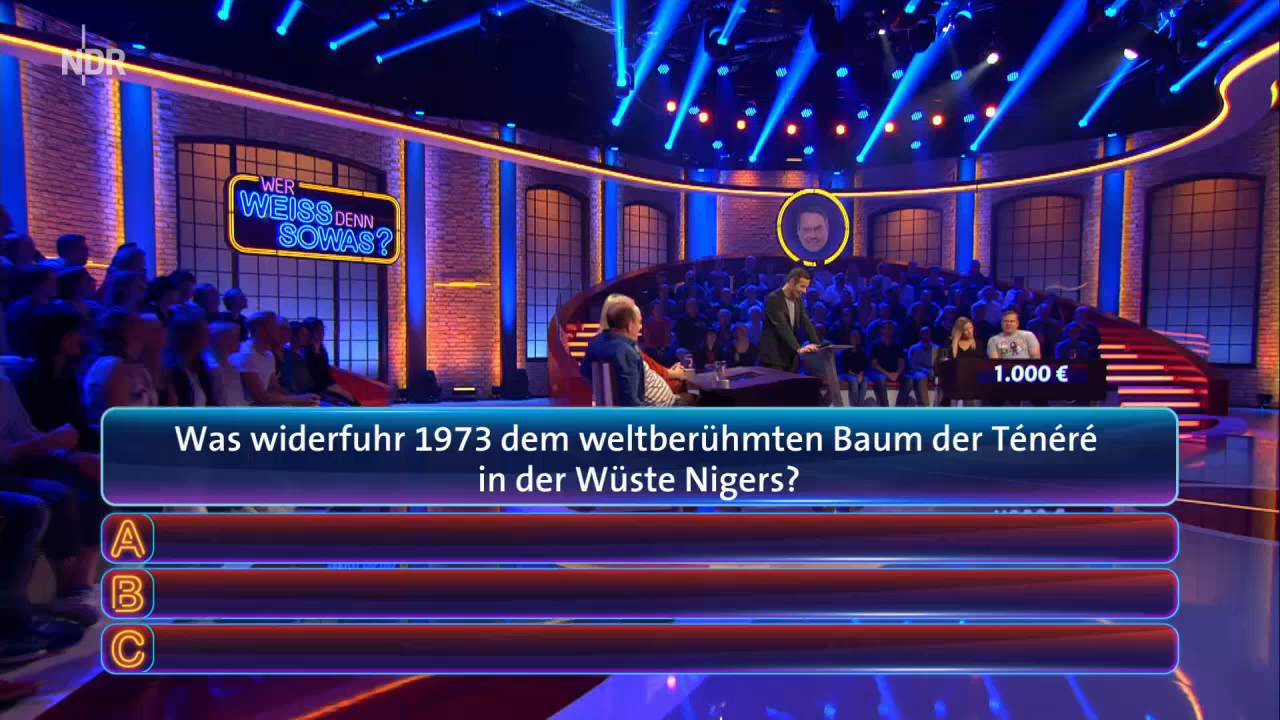 NDR
WER
WEISS DENN
SOWAS?
1.000 €
Was widerfuhr 1973 dem weltberühmten Baum der Ténéré
in der Wüste Nigers?
A
B
C